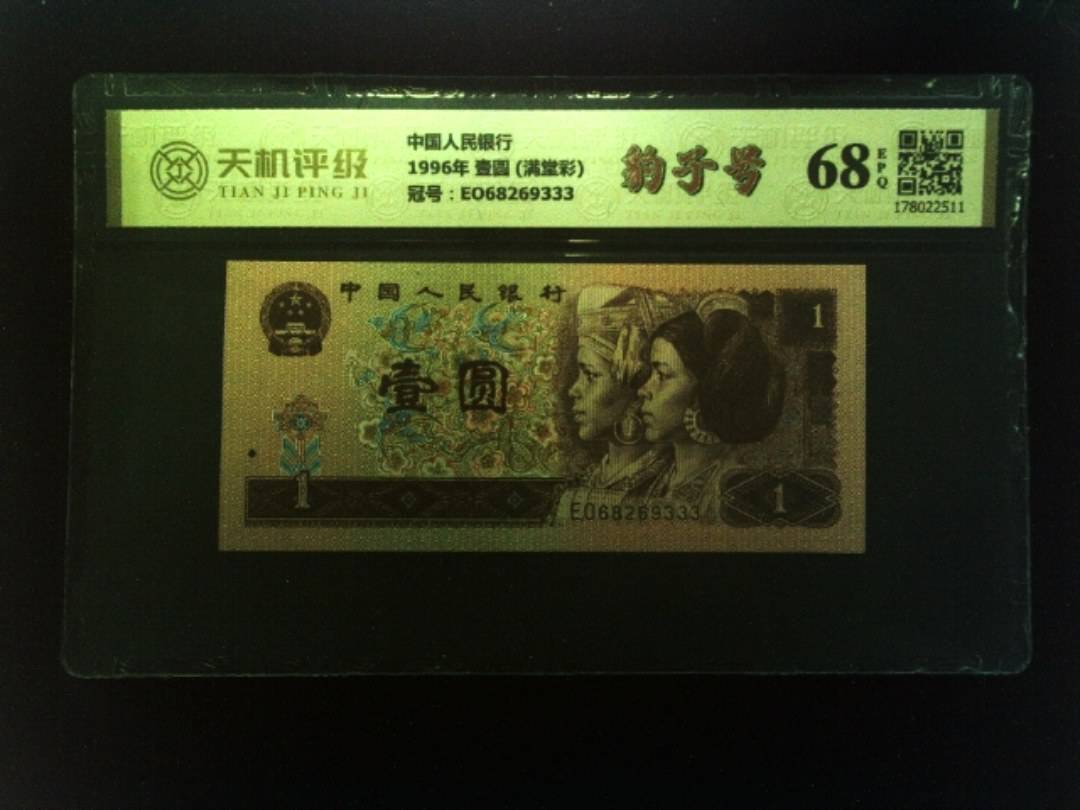 天机评级
TIAN JI PING JI
中国人民银行
1996年 壹圆 (满堂彩)
冠号：EO68269333
豹子号
68
EPQ
178022511
中国人民银行
壹圆
1
1
EO68269333
1